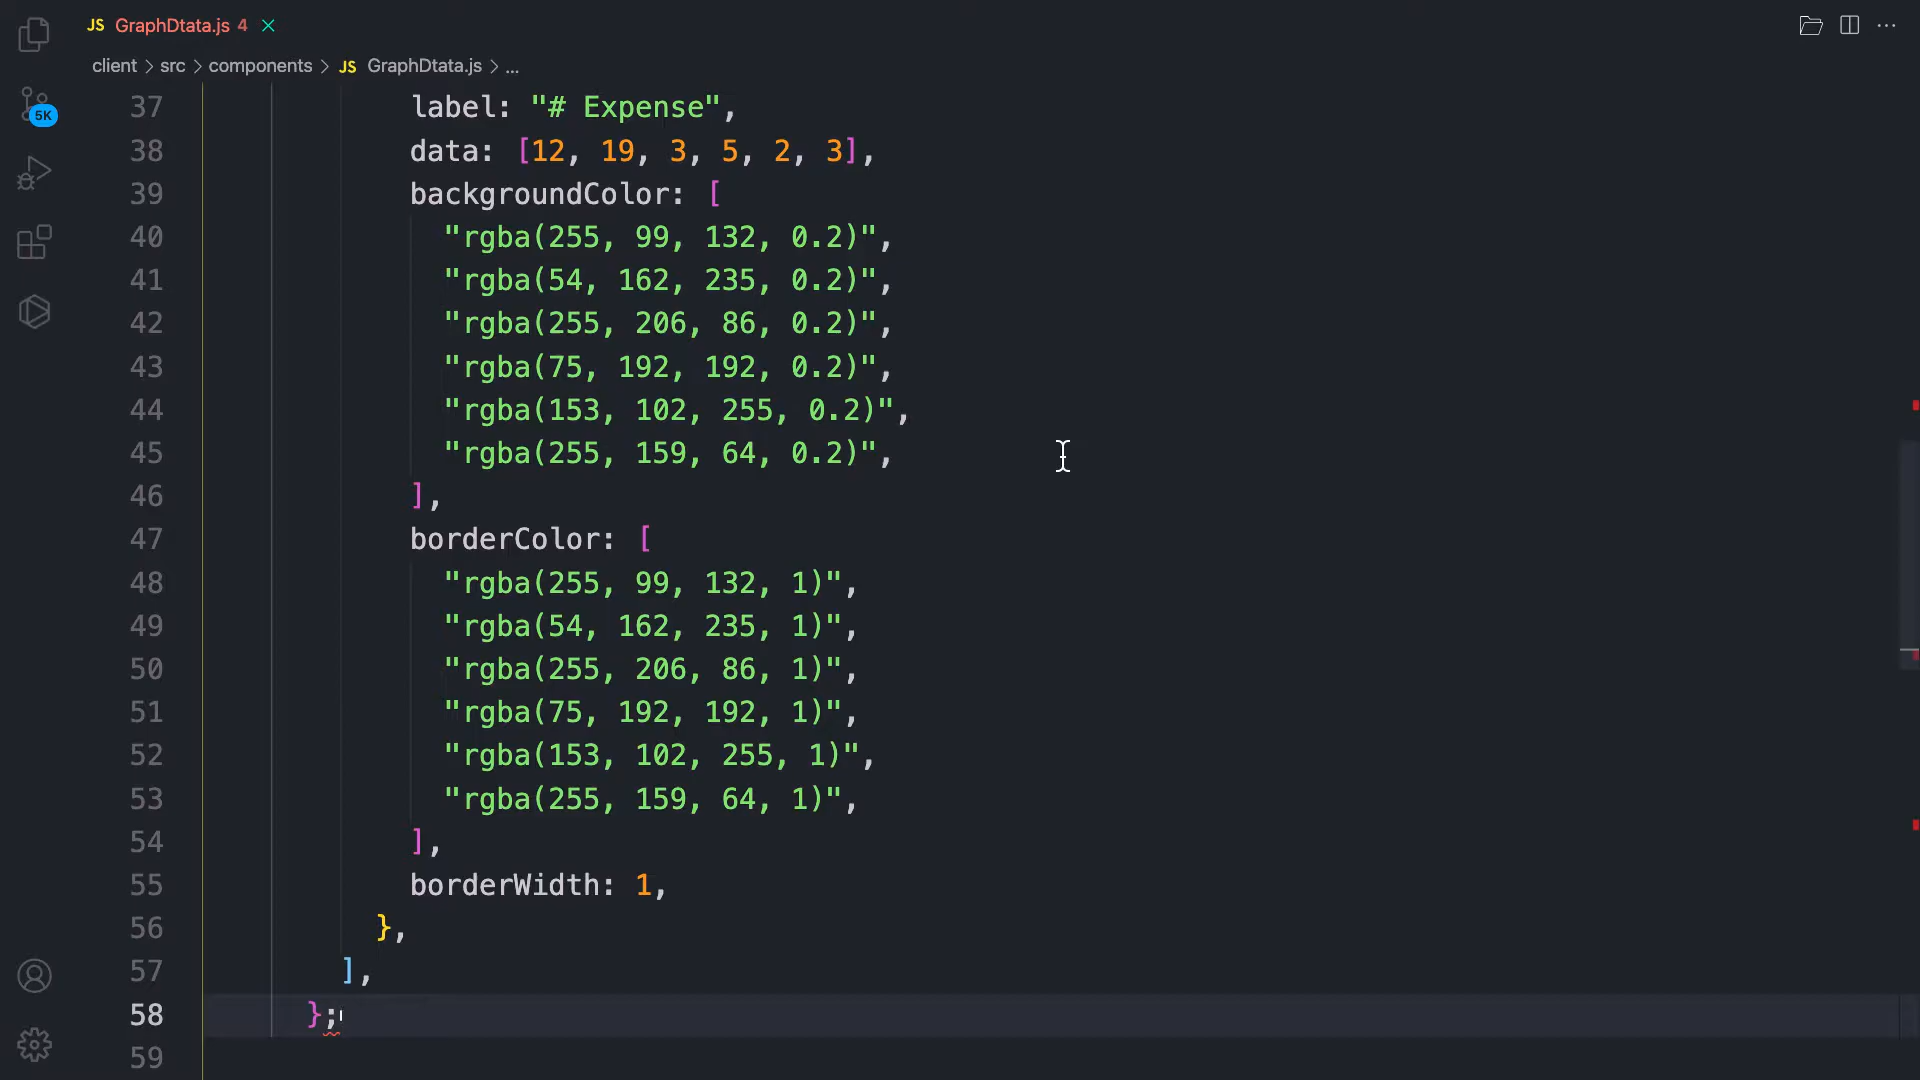 JS GraphDtata.js 4
client > src > components > JS GraphDtata.js > ...
5K
37 label: "# Expense",
38 data: [12, 19, 3, 5, 2, 3],
39 backgroundColor: [
40 "rgba(255, 99, 132, 0.2)",
41 "rgba(54, 162, 235, 0.2)",
42 "rgba(255, 206, 86, 0.2)",
43 "rgba(75, 192, 192, 0.2)",
44 "rgba(153, 102, 255, 0.2)",
45 "rgba(255, 159, 64, 0.2)",
46 ],
47 borderColor: [
48 "rgba(255, 99, 132, 1)",
49 "rgba(54, 162, 235, 1)",
50 "rgba(255, 206, 86, 1)",
51 "rgba(75, 192, 192, 1)",
52 "rgba(153, 102, 255, 1)",
53 "rgba(255, 159, 64, 1)",
54 ],
55 borderWidth: 1,
56 },
57 ],
58 };
59